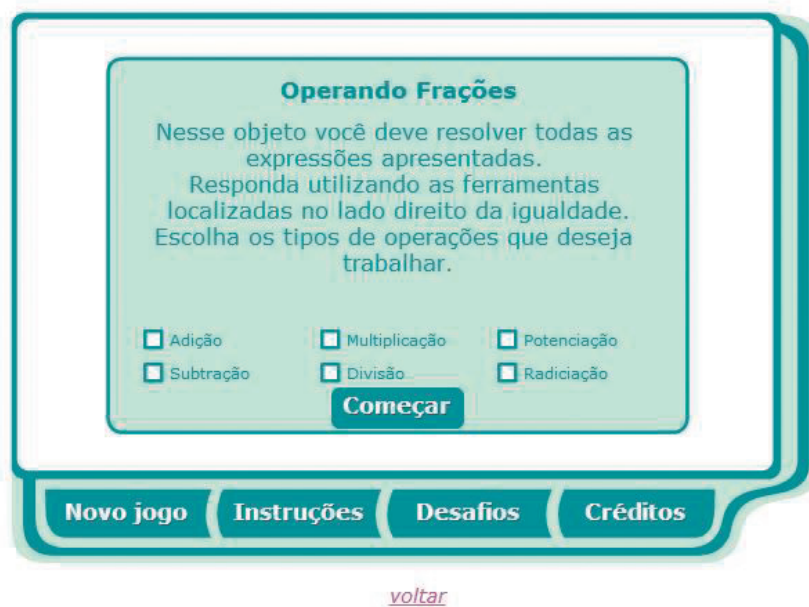 Operando Frações
Nesse objeto você deve resolver todas as
expressões apresentadas.
Responda utilizando as ferramentas
localizadas no lado direito da igualdade.
Escolha os tipos de operações que deseja
trabalhar.
Adição Multiplicação Potenciação
Subtração Divisão Radiciação
Começar
Novo jogo Instruções Desafios Créditos
voltar